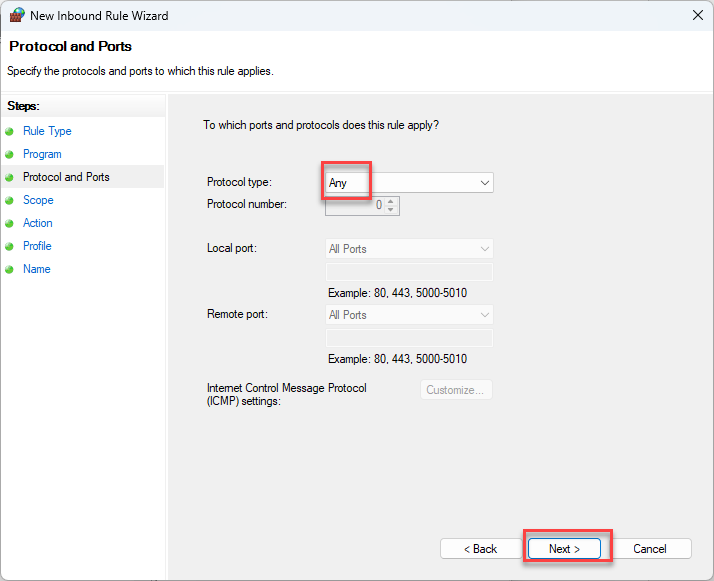 New Inbound Rule Wizard
Protocol and Ports
Specify the protocols and ports to which this rule applies.
Steps:
Rule Type
Program
Protocol and Ports
Scope
Action
Profile
Name
To which ports and protocols does this rule apply?
Protocol type: Any
Protocol number: 0
Local port: All Ports
Example: 80, 443, 5000-5010
Remote port: All Ports
Example: 80, 443, 5000-5010
Internet Control Message Protocol
(ICMP) settings: Customize...
< Back Next > Cancel